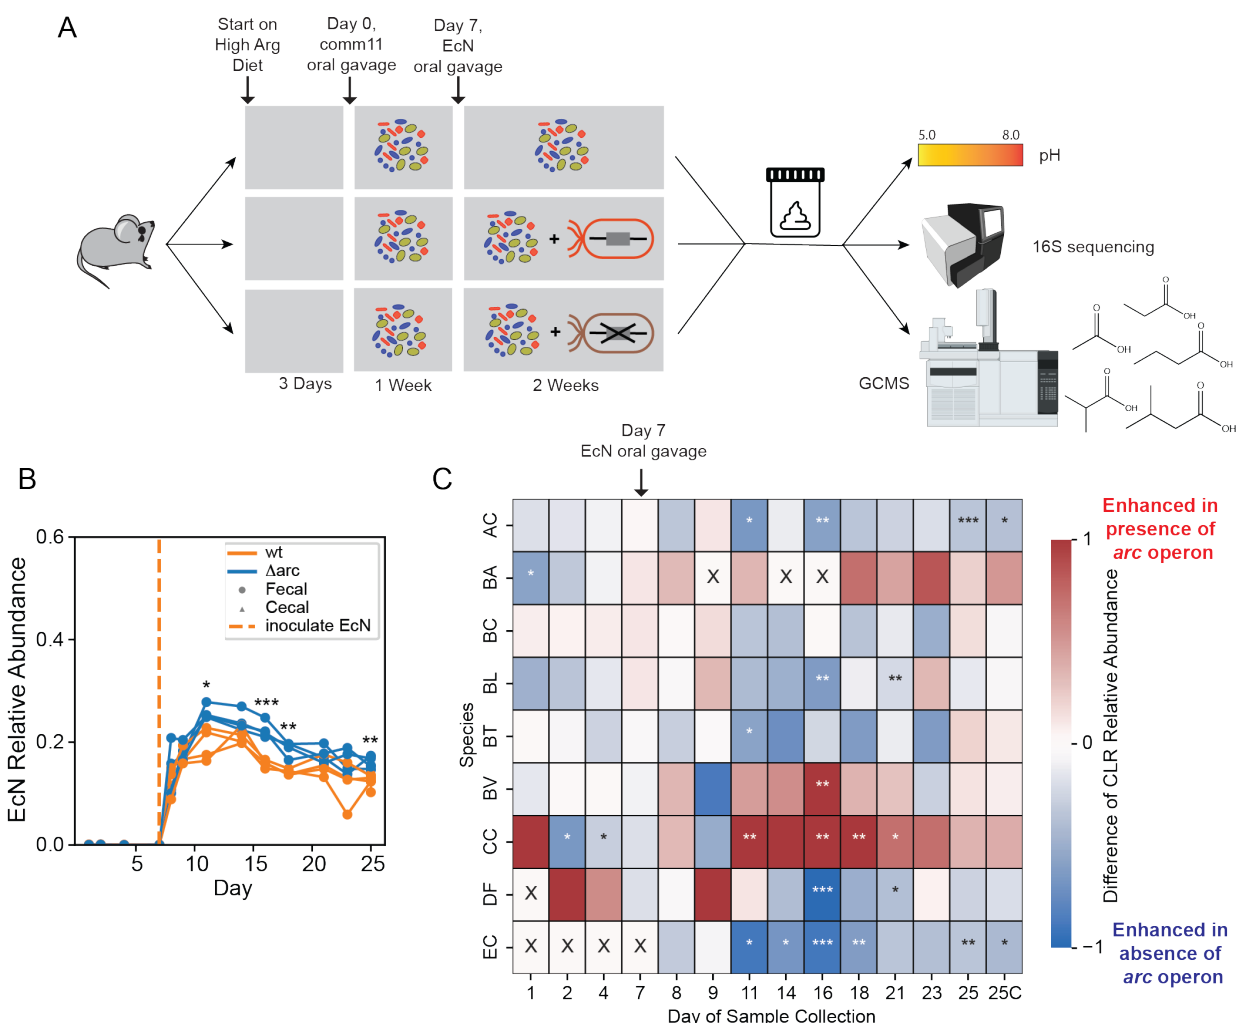 A
Start on
High Arg
Diet
Day 0,
comm11
oral gavage
Day 7,
EcN
oral gavage
+
+
3 Days
1 Week
2 Weeks
5.0
8.0
pH
16S sequencing
GCMS
O
OH
O
OH
O
OH
O
OH
O
OH
B
EcN Relative Abundance
0.6
0.4
0.2
0.0
wt
Δarc
Fecal
Cecal
inoculate EcN
*
***
**
**
5
10
15
20
25
Day
C
Day 7
EcN oral gavage
Species
AC
* ** *** *
BA
* X X X
BC
BL
** **
BT
*
BV
**
CC
* * ** ** ** *
DF
X *** *
EC
X X X X * * *** ** ** *
1 2 4 7 8 9 11 14 16 18 21 23 25 25C
Day of Sample Collection
1
0
−1
Difference of CLR Relative Abundance
Enhanced in
presence of
arc operon
Enhanced in
absence of
arc operon